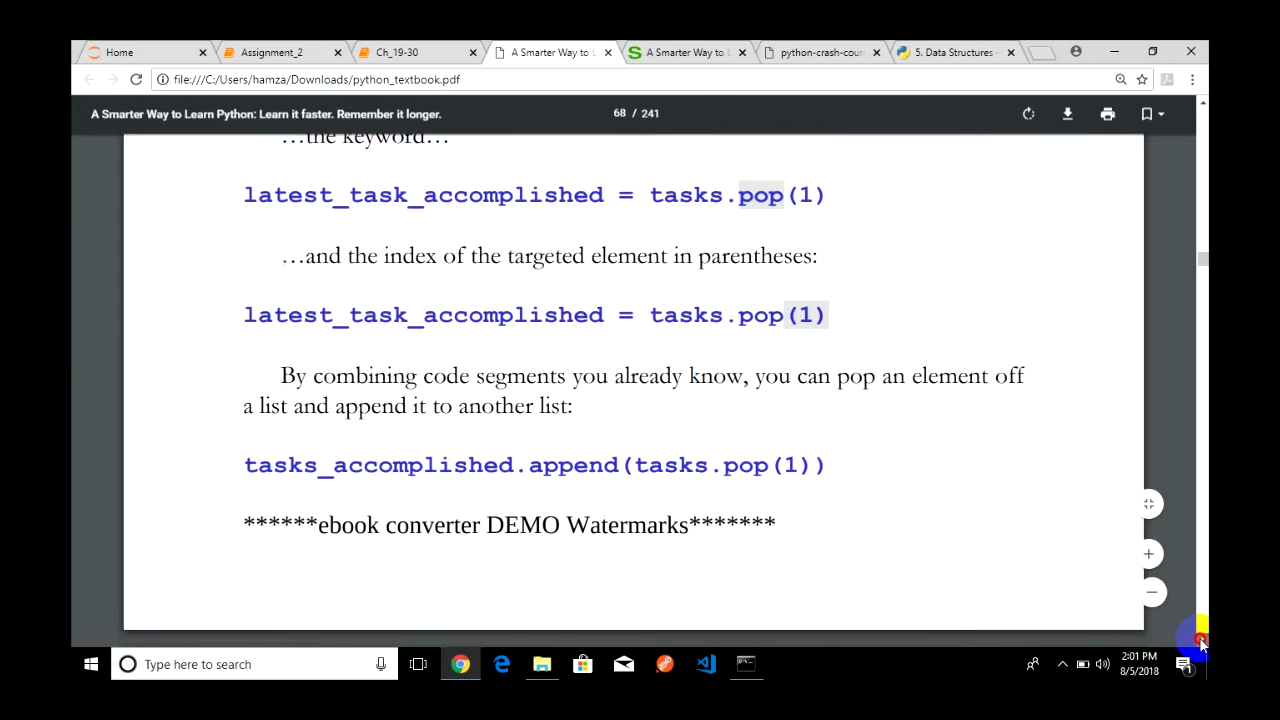 Home
Assignment_2
Ch_19-30
A Smarter Way to L
A Smarter Way to L
python-crash-cour
5. Data Structures -
file:///C:/Users/hamza/Downloads/python_textbook.pdf
A Smarter Way to Learn Python: Learn it faster. Remember it longer.
68 / 241
…the keyword…
latest_task_accomplished = tasks.pop(1)
…and the index of the targeted element in parentheses:
latest_task_accomplished = tasks.pop(1)
By combining code segments you already know, you can pop an element off
a list and append it to another list:
tasks_accomplished.append(tasks.pop(1))
******ebook converter DEMO Watermarks*******
Type here to search
2:01 PM
8/5/2018
1